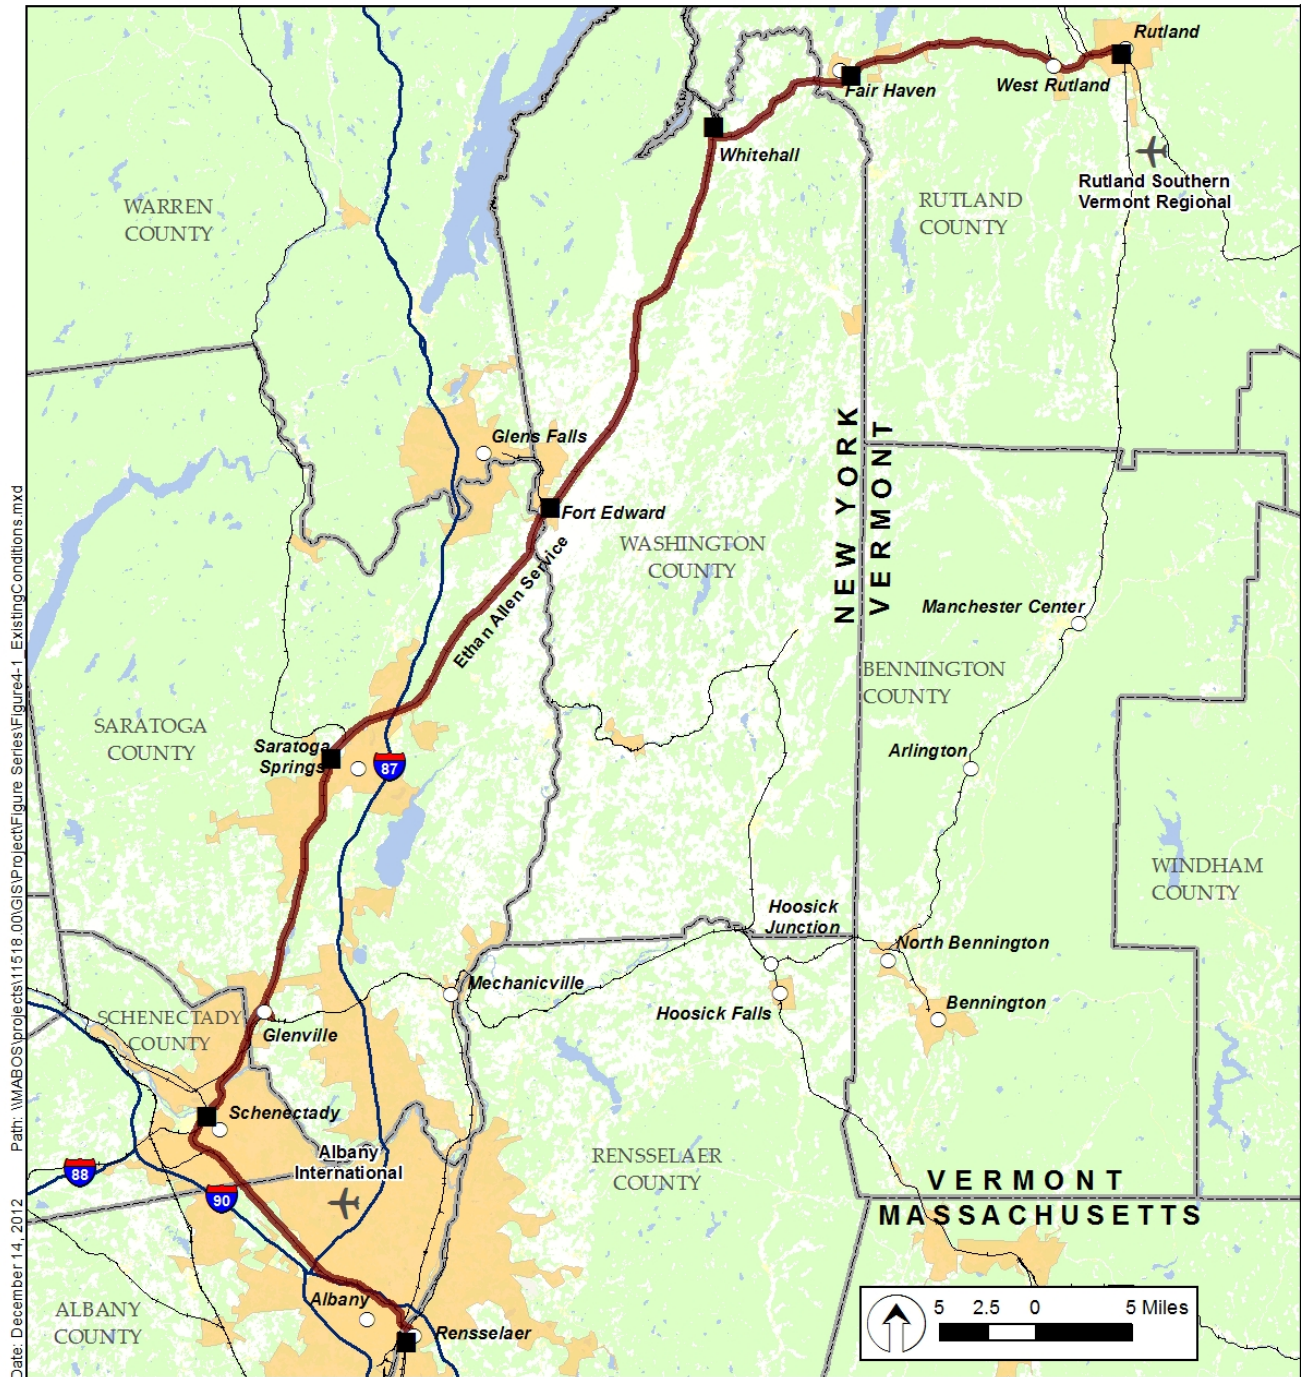 Rutland
West Rutland
Fair Haven
Whitehall
Rutland Southern
Vermont Regional
WARREN
COUNTY
RUTLAND
COUNTY
Glens Falls
Fort Edward
WASHINGTON
COUNTY
NEW YORK
VERMONT
Ethan Allen Service
Manchester Center
BENNINGTON
COUNTY
SARATOGA
COUNTY
Saratoga
Springs
87
Arlington
WINDHAM
COUNTY
Hoosick
Junction
North Bennington
Mechanicville
Bennington
Hoosick Falls
SCHENECTADY
COUNTY
Glenville
Schenectady
Albany
International
88
90
RENSSELAER
COUNTY
VERMONT
MASSACHUSETTS
ALBANY
COUNTY
Albany
Rensselaer
5 2.5 0 5 Miles
Date: December 14, 2012 Path: \\MABOS\projects\11518.00\GIS\Project\Figure Series\Figure4-1_ExistingConditions.mxd